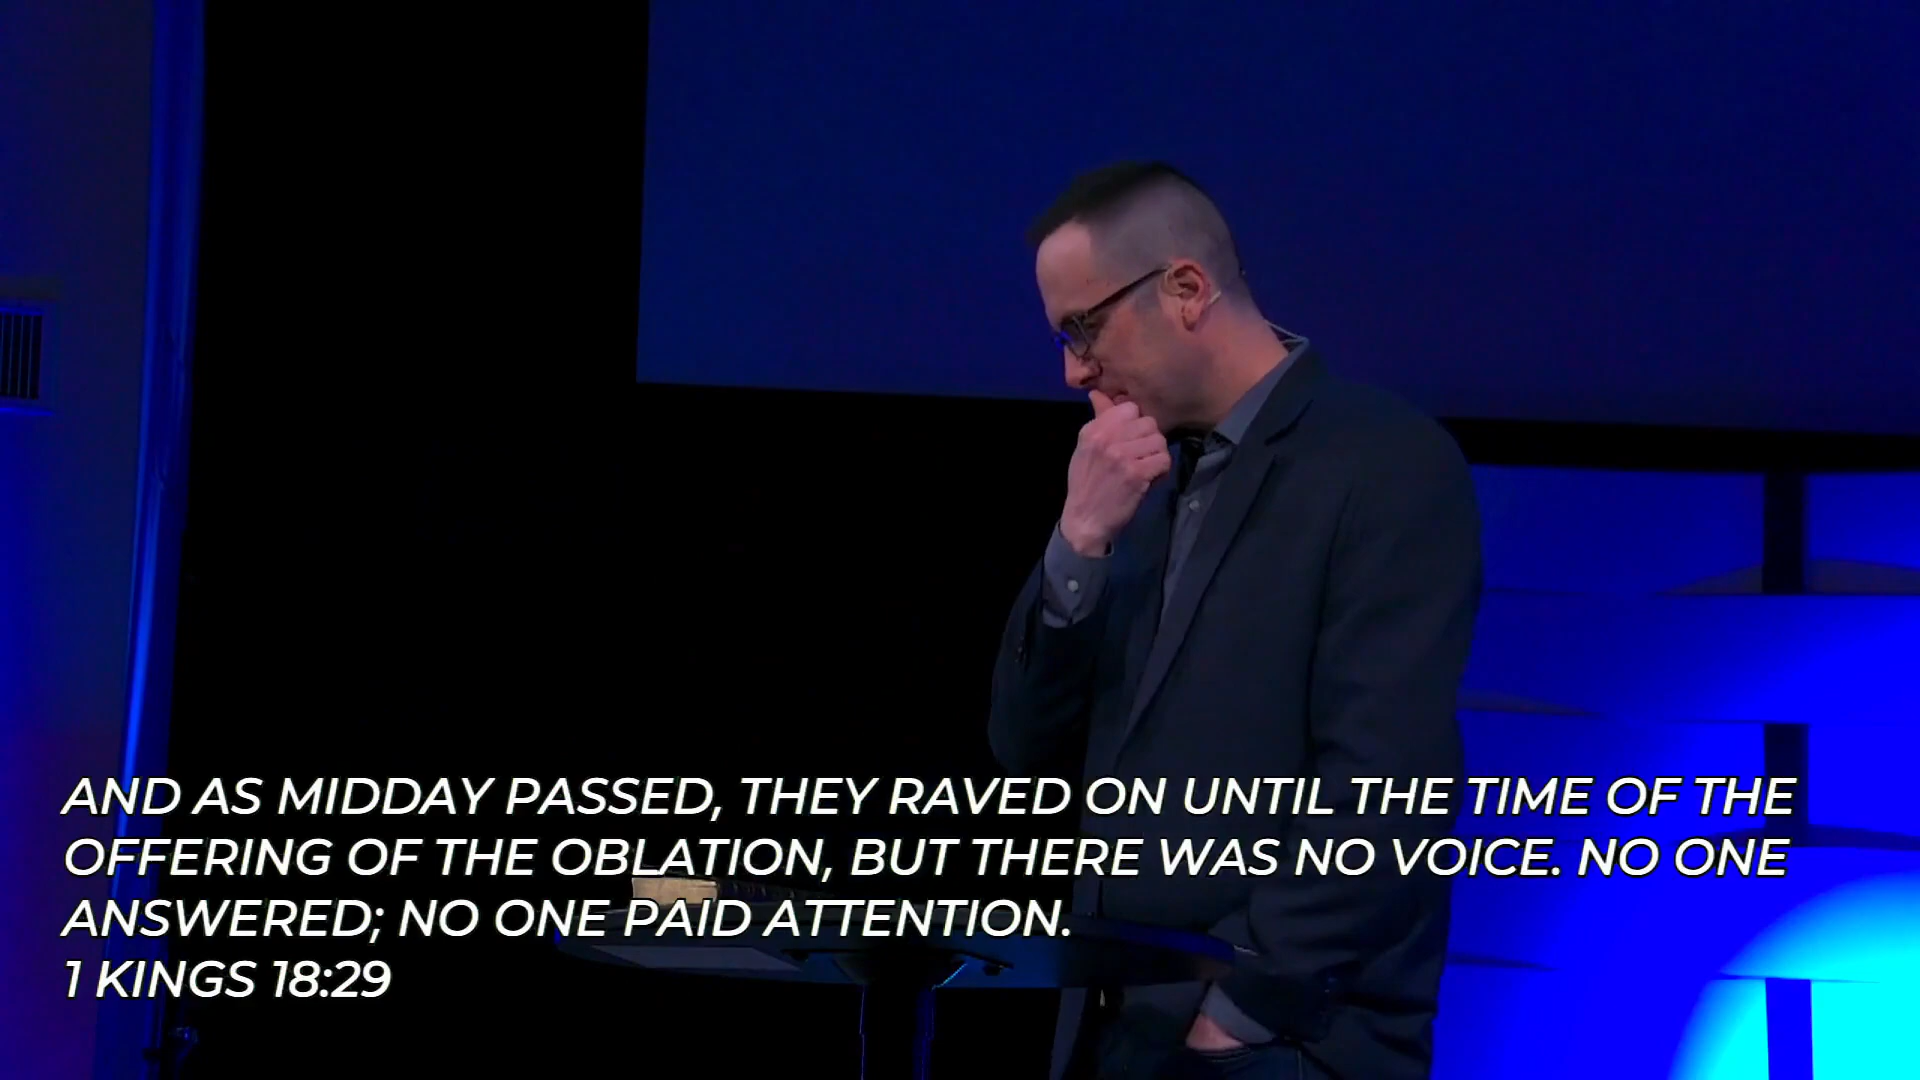 AND AS MIDDAY PASSED, THEY RAVED ON UNTIL THE TIME OF THE
OFFERING OF THE OBLATION, BUT THERE WAS NO VOICE. NO ONE
ANSWERED; NO ONE PAID ATTENTION.
1 KINGS 18:29